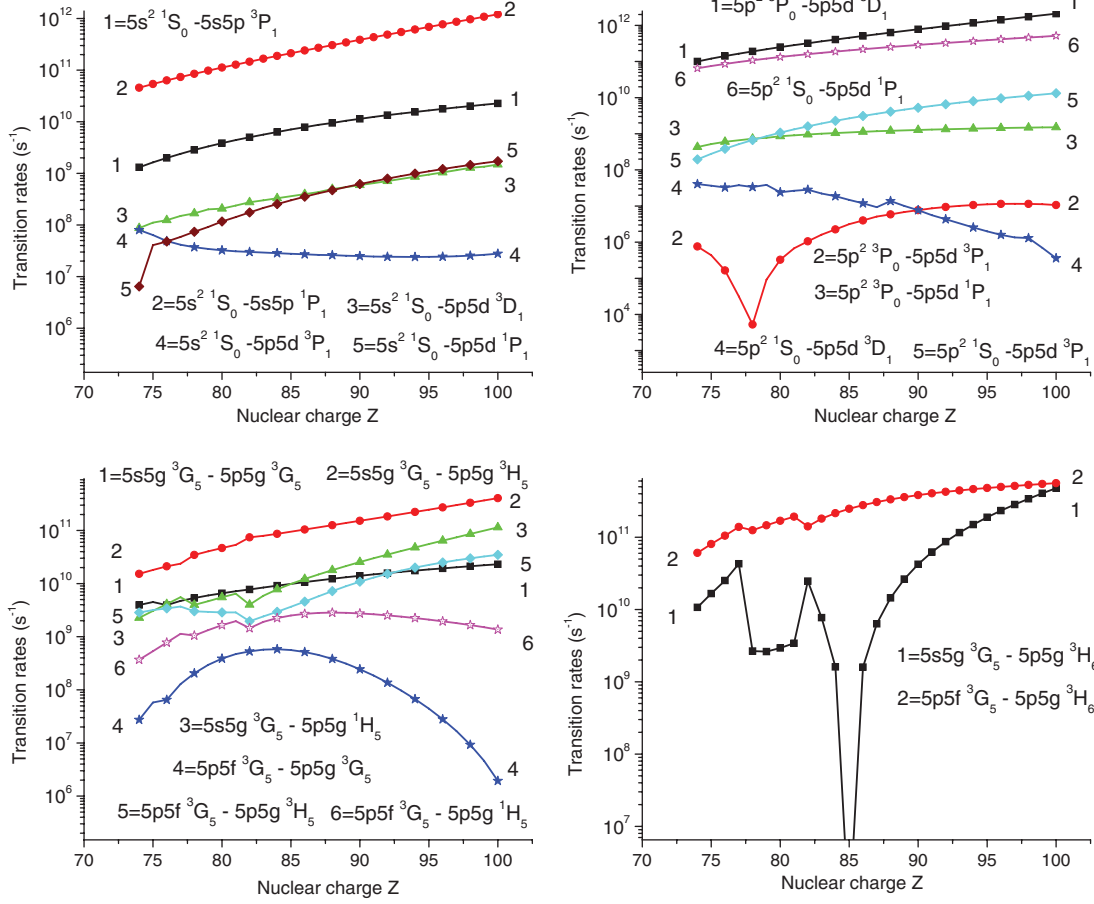 1=5s² ¹S₀ -5s5p ³P₁
10¹²
10¹¹
10¹⁰
10⁹
10⁸
10⁷
10⁶
Transition rates (s⁻¹)
2
1
3
4
5
2
1
5
3
4
2=5s² ¹S₀ -5s5p ¹P₁
3=5s² ¹S₀ -5p5d ³D₁
4=5s² ¹S₀ -5p5d ³P₁
5=5s² ¹S₀ -5p5d ¹P₁
70 75 80 85 90 95 100
Nuclear charge Z
1=5p² ³P₀ -5p5d ³D₁
10¹²
10¹⁰
10⁸
10⁶
10⁴
Transition rates (s⁻¹)
1
6
3
5
4
2
1
6
5
3
2
4
6=5p² ¹S₀ -5p5d ¹P₁
2=5p² ³P₀ -5p5d ³P₁
3=5p² ³P₀ -5p5d ¹P₁
4=5p² ¹S₀ -5p5d ³D₁
5=5p² ¹S₀ -5p5d ³P₁
70 75 80 85 90 95 100
Nuclear charge Z
1=5s5g ³G₅ - 5p5g ³G₅
2=5s5g ³G₅ - 5p5g ³H₅
10¹¹
10¹⁰
10⁹
10⁸
10⁷
10⁶
Transition rates (s⁻¹)
2
1
5
3
6
4
2
3
5
1
6
4
3=5s5g ³G₅ - 5p5g ¹H₅
4=5p5f ³G₅ - 5p5g ³G₅
5=5p5f ³G₅ - 5p5g ³H₅
6=5p5f ³G₅ - 5p5g ¹H₅
70 75 80 85 90 95 100
Nuclear charge Z
10¹¹
10¹⁰
10⁹
10⁸
10⁷
Transition rates (s⁻¹)
2
1
2
1
1=5s5g ³G₅ - 5p5g ³H₆
2=5p5f ³G₅ - 5p5g ³H₆
70 75 80 85 90 95 100
Nuclear charge Z